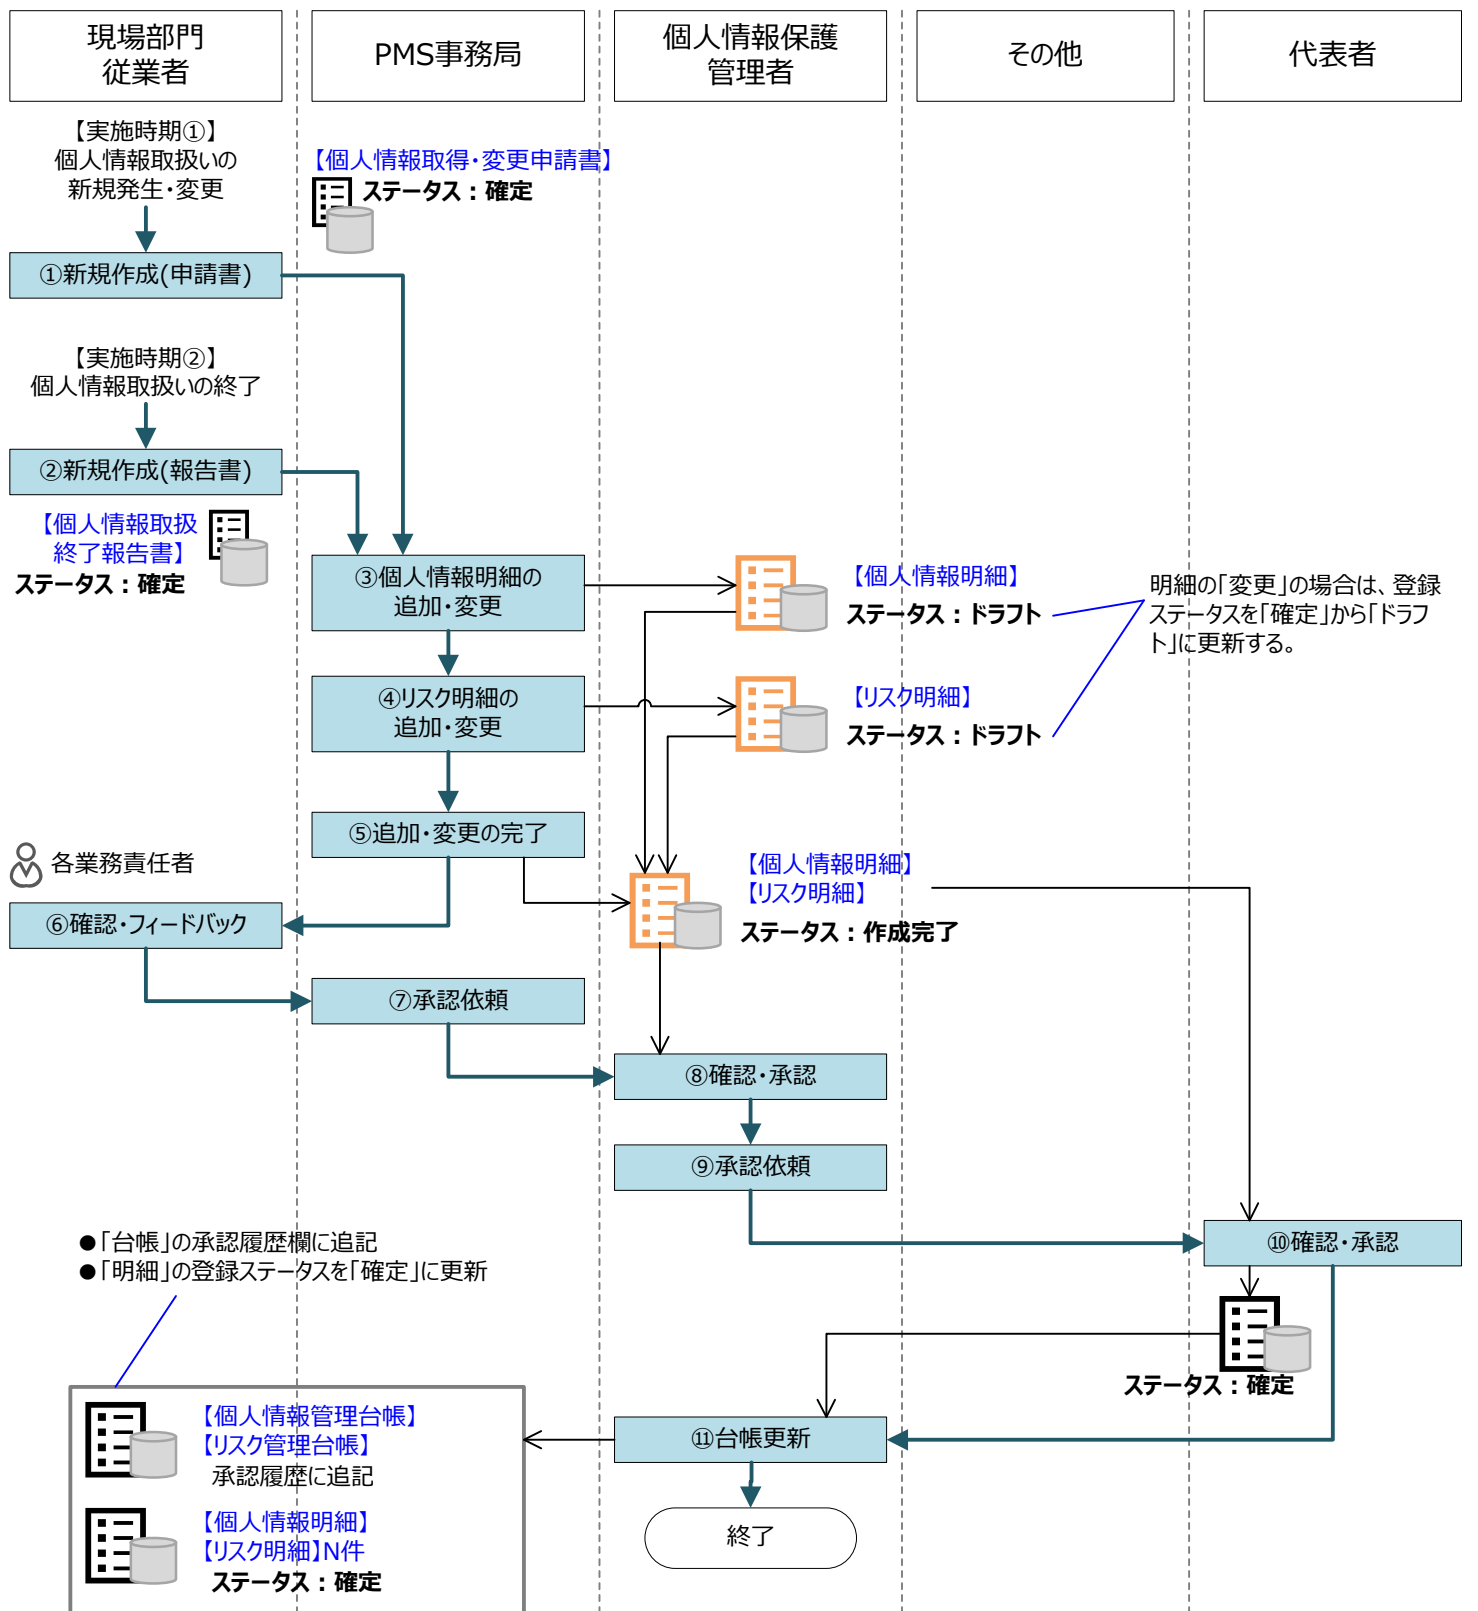 現場部門
従業者
PMS事務局
個人情報保護
管理者
その他
代表者
【実施時期①】
個人情報取扱いの
新規発生・変更
【個人情報取得・変更申請書】
ステータス：確定
①新規作成(申請書)
【実施時期②】
個人情報取扱いの終了
②新規作成(報告書)
【個人情報取扱
終了報告書】
ステータス：確定
③個人情報明細の
追加・変更
【個人情報明細】
ステータス：ドラフト
明細の「変更」の場合は、登録
ステータスを「確定」から「ドラフ
ト」に更新する。
④リスク明細の
追加・変更
【リスク明細】
ステータス：ドラフト
⑤追加・変更の完了
各業務責任者
【個人情報明細】
【リスク明細】
ステータス：作成完了
⑥確認・フィードバック
⑦承認依頼
⑧確認・承認
⑨承認依頼
⑩確認・承認
●「台帳」の承認履歴欄に追記
●「明細」の登録ステータスを「確定」に更新
ステータス：確定
【個人情報管理台帳】
【リスク管理台帳】
承認履歴に追記
⑪台帳更新
【個人情報明細】
【リスク明細】N件
ステータス：確定
終了